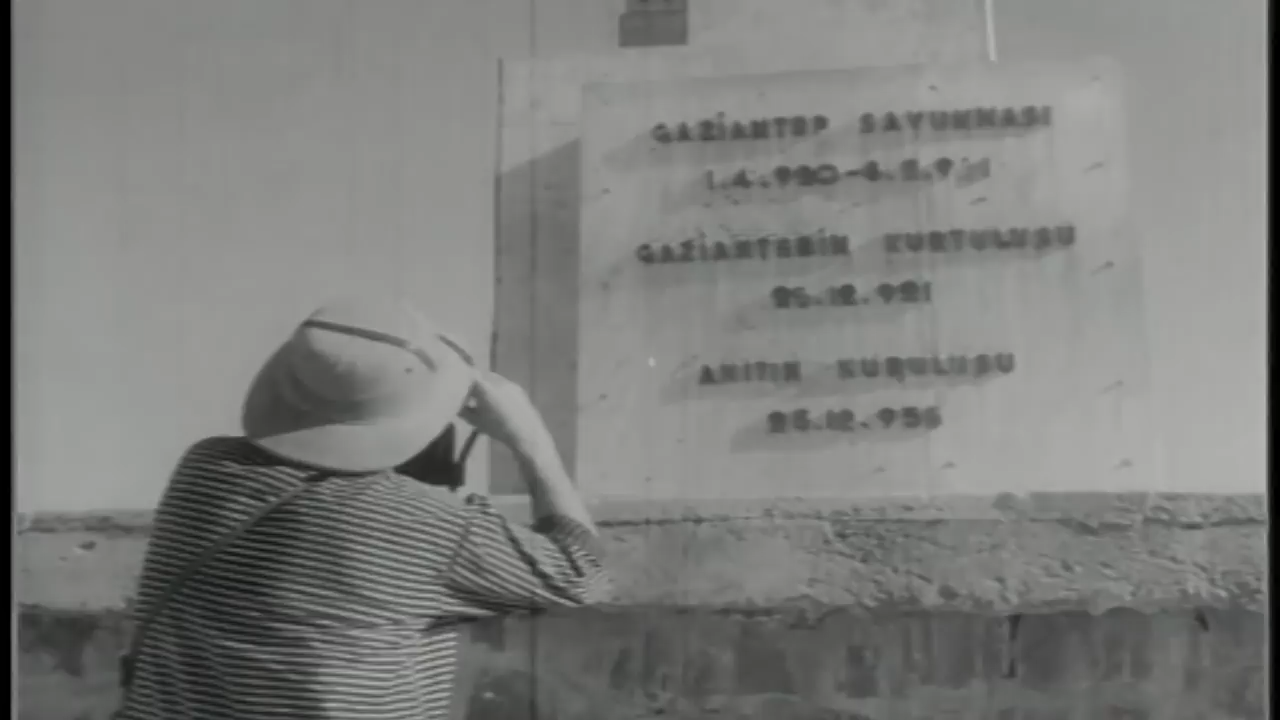 GAZİANTEP SAVUNMASI
1.4.920-8.2.921
GAZİANTEBİN KURTULUŞU
25.12.921
ANITIN KURULUŞU
25.12.935